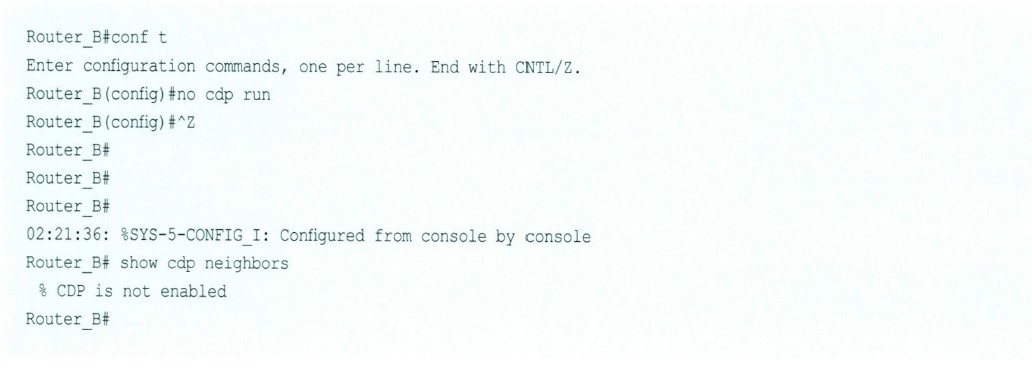 Router_B#conf t
Enter configuration commands, one per line. End with CNTL/Z.
Router_B(config)#no cdp run
Router_B(config)#^Z
Router_B#
Router_B#
Router_B#
02:21:36: %SYS-5-CONFIG_I: Configured from console by console
Router_B# show cdp neighbors
% CDP is not enabled
Router_B#